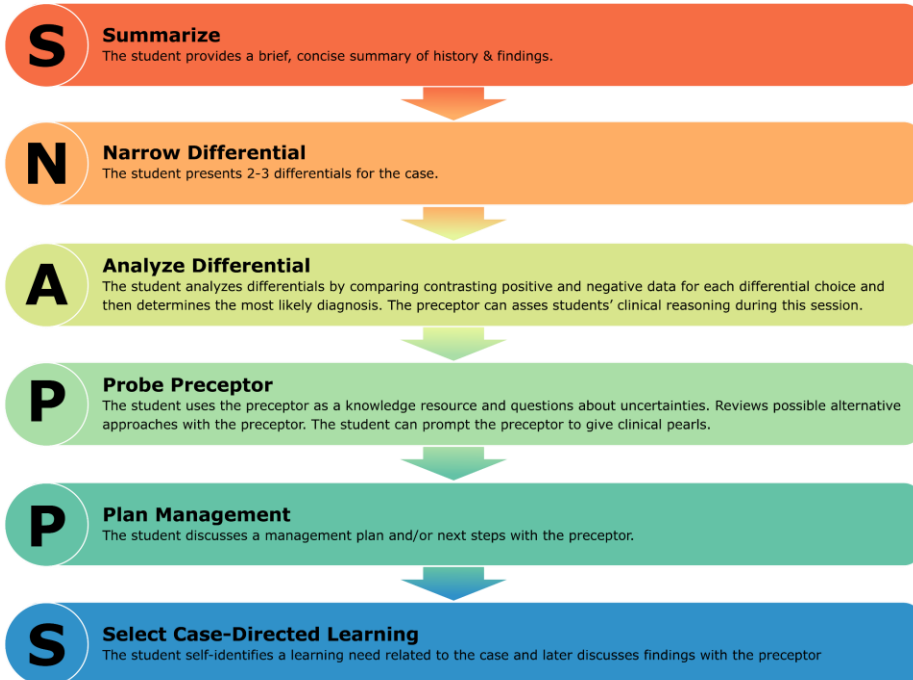 S
Summarize
The student provides a brief, concise summary of history & findings.
N
Narrow Differential
The student presents 2-3 differentials for the case.
A
Analyze Differential
The student analyzes differentials by comparing contrasting positive and negative data for each differential choice and
then determines the most likely diagnosis. The preceptor can asses students’ clinical reasoning during this session.
P
Probe Preceptor
The student uses the preceptor as a knowledge resource and questions about uncertainties. Reviews possible alternative
approaches with the preceptor. The student can prompt the preceptor to give clinical pearls.
P
Plan Management
The student discusses a management plan and/or next steps with the preceptor.
S
Select Case-Directed Learning
The student self-identifies a learning need related to the case and later discusses findings with the preceptor